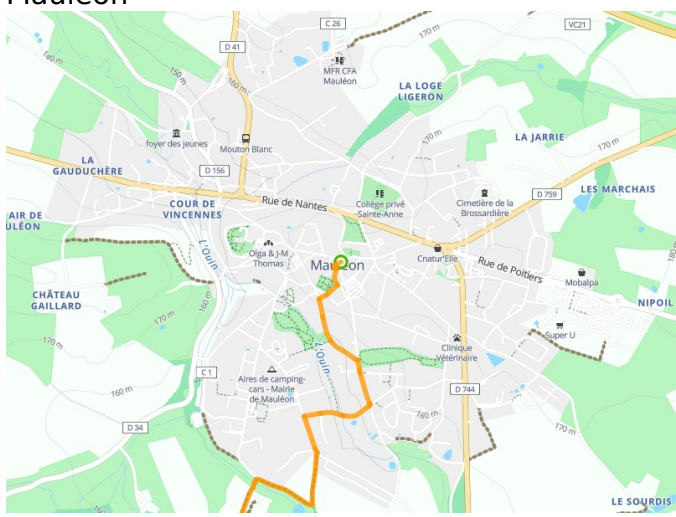 Mauléon
C 26
170 m
VC21
D 41
140 m
MFR CFA
Mauléon
150 m
160 m
LA LOGE
LIGERON
foyer des jeunes
Mouton Blanc
170 m
LA JARRIE
170 m
LA
GAUDUCHÈRE
D 156
Collège privé
Sainte-Anne
Cimetière de la
Brossardière
D 759
LES MARCHAIS
COUR DE
VINCENNES
Rue de Nantes
AIR DE
ULÉON
L'Ouin
Olga & J-M
Thomas
Mauléon
Cnatur'Elle
Rue de Poitiers
180 m
Mobalpa
CHÂTEAU
GAILLARD
160 m
NIPOIL
170 m
Super U
L'Ouin
Clinique
Vétérinaire
C 1
Aires de camping-
cars - Mairie
de Mauléon
D 744
160 m
160 m
D 34
170 m
160 m
LE SOURDIS